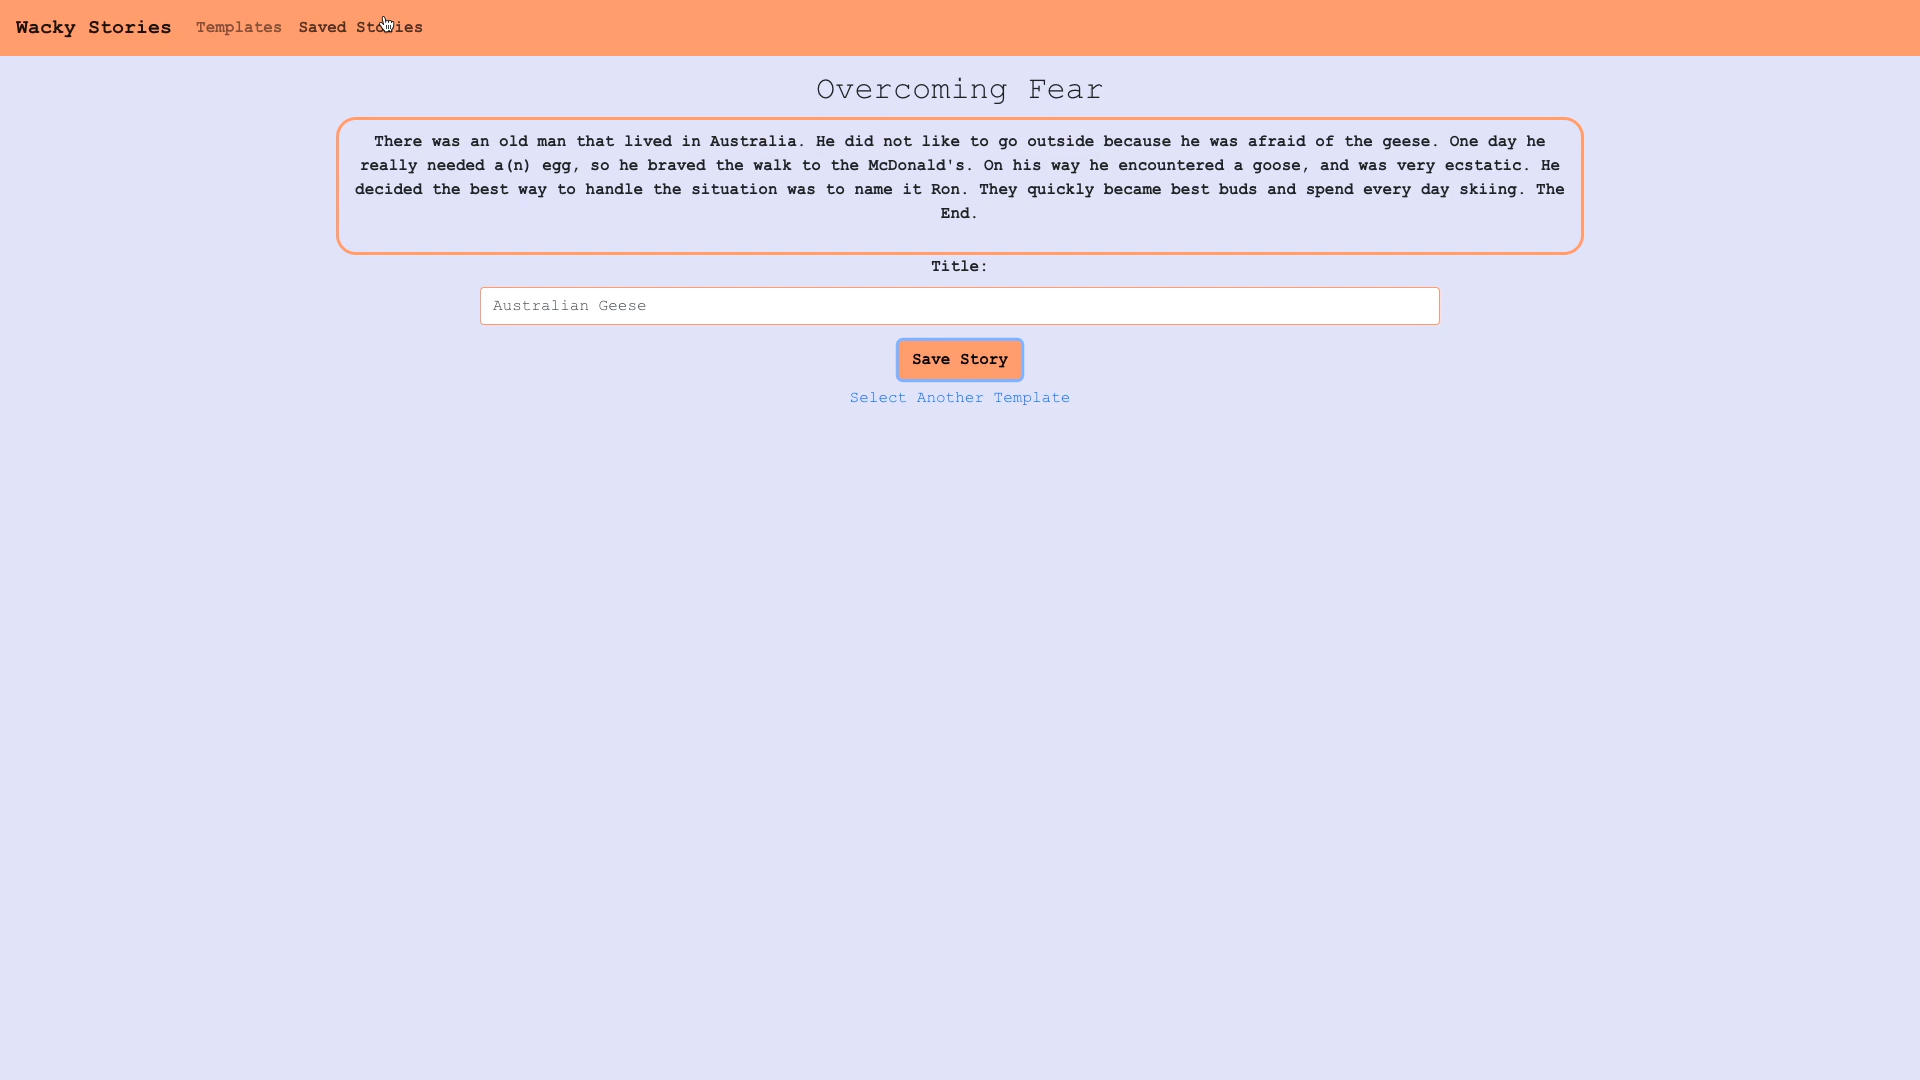 Wacky Stories Templates Saved Stories
Overcoming Fear
There was an old man that lived in Australia. He did not like to go outside because he was afraid of the geese. One day he
really needed a(n) egg, so he braved the walk to the McDonald's. On his way he encountered a goose, and was very ecstatic. He
decided the best way to handle the situation was to name it Ron. They quickly became best buds and spend every day skiing. The
End.
Title:
Australian Geese
Save Story
Select Another Template